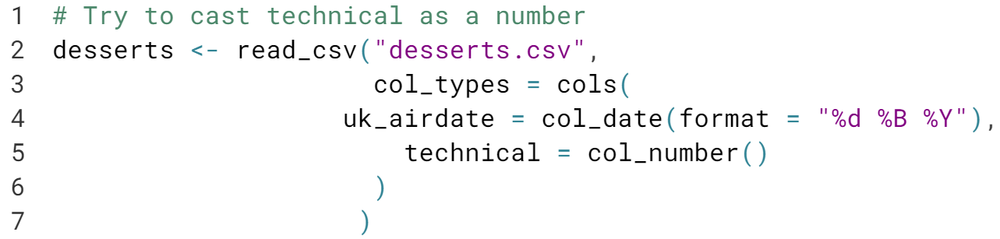 1 # Try to cast technical as a number
2 desserts <- read_csv("desserts.csv",
3                      col_types = cols(
4                    uk_airdate = col_date(format = "%d %B %Y"),
5                        technical = col_number()
6                      )
7                     )